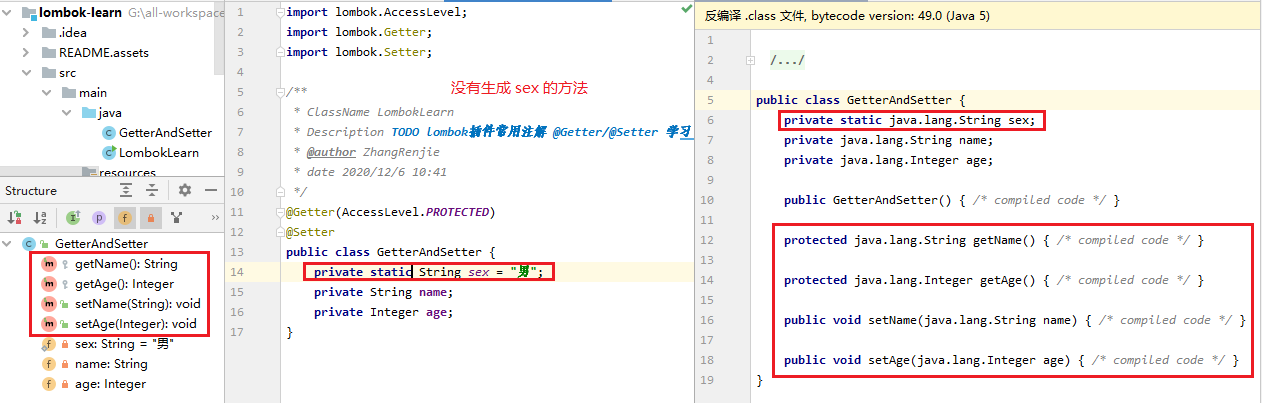 lombok-learn G:\all-workspace
.idea
README.assets
src
main
java
GetterAndSetter
LombokLearn
resources
Structure
GetterAndSetter
getName(): String
getAge(): Integer
setName(String): void
setAge(Integer): void
sex: String = "男"
name: String
age: Integer
1 import lombok.AccessLevel;
2 import lombok.Getter;
3 import lombok.Setter;
4
没有生成 sex 的方法
5 /**
6 * ClassName LombokLearn
7 * Description TODO lombok插件常用注解 @Getter/@Setter 学习
8 * @author ZhangRenjie
9 * date 2020/12/6 10:41
10 */
11 @Getter(AccessLevel.PROTECTED)
12 @Setter
13 public class GetterAndSetter {
14 private static String sex = "男";
15 private String name;
16 private Integer age;
17 }
反编译 .class 文件, bytecode version: 49.0 (Java 5)
1
2 /.../
5 public class GetterAndSetter {
6 private static java.lang.String sex;
7 private java.lang.String name;
8 private java.lang.Integer age;
9
10 public GetterAndSetter() { /* compiled code */ }
11
12 protected java.lang.String getName() { /* compiled code */ }
13
14 protected java.lang.Integer getAge() { /* compiled code */ }
15
16 public void setName(java.lang.String name) { /* compiled code */ }
17
18 public void setAge(java.lang.Integer age) { /* compiled code */ }
19 }